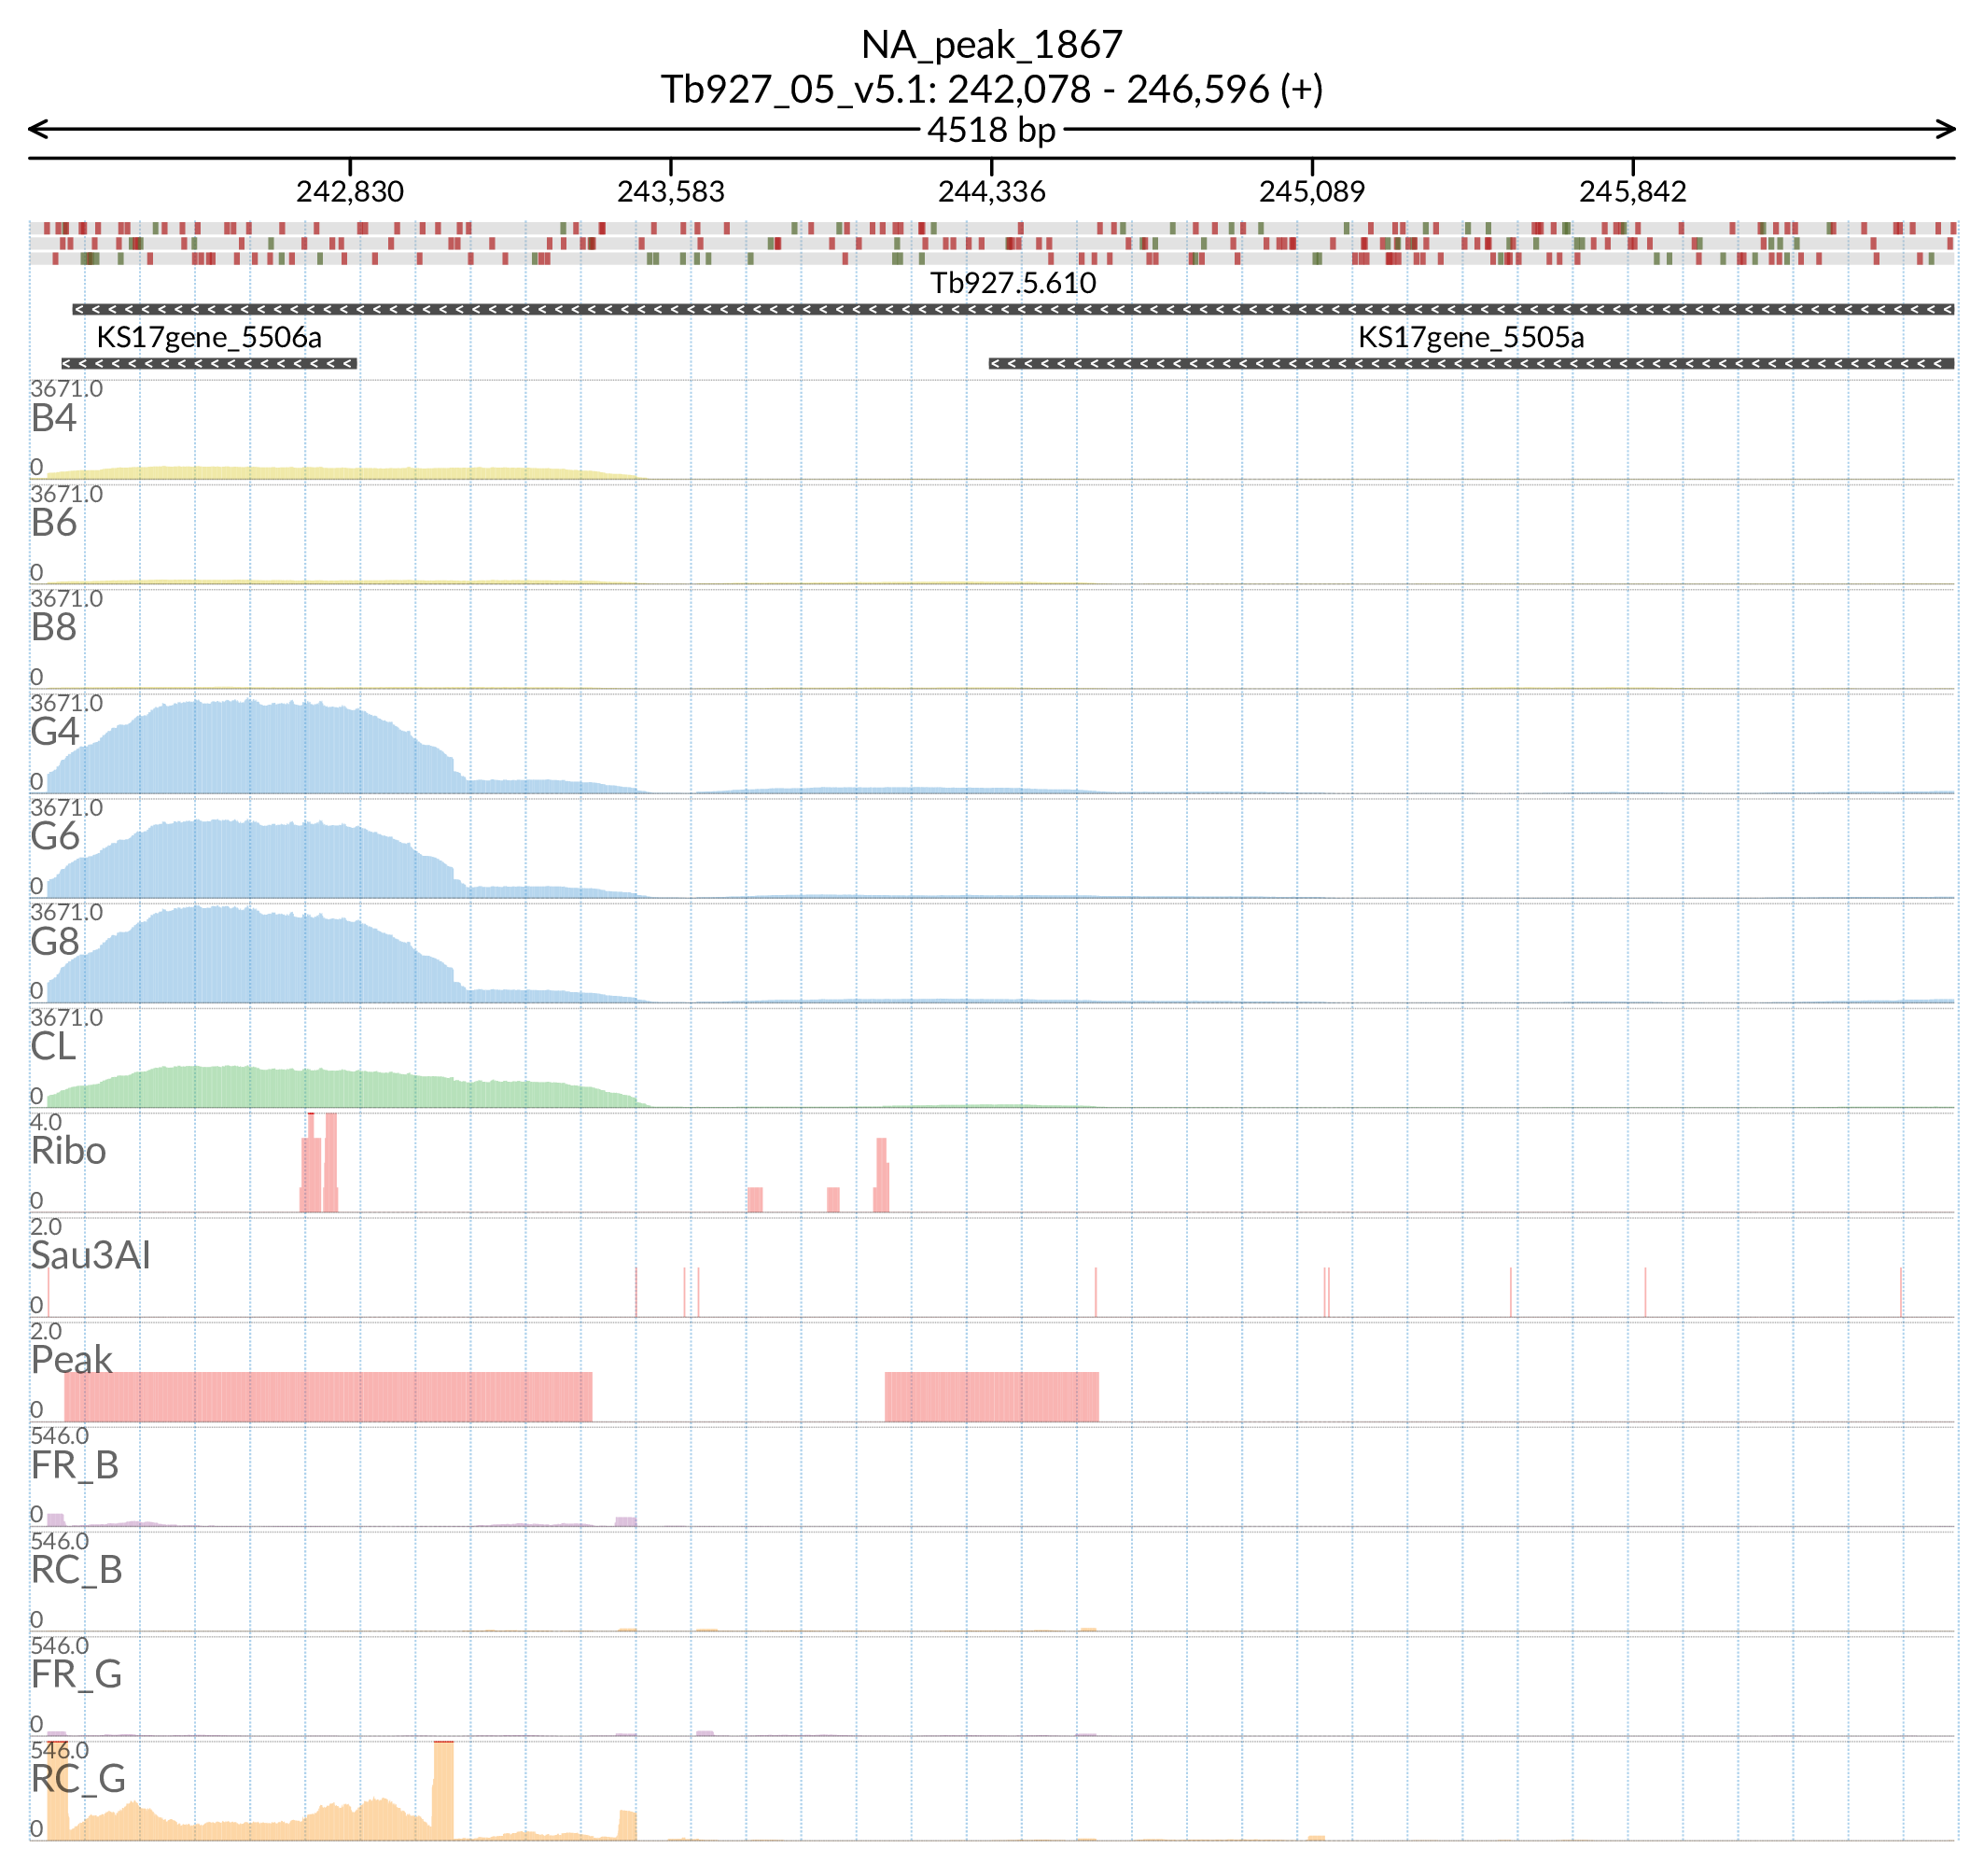 NA_peak_1867
Tb927_05_v5.1: 242,078 - 246,596 (+)
4518 bp
242,830 243,583 244,336 245,089 245,842
Tb927.5.610
KS17gene_5506a KS17gene_5505a
3671.0
B4
0
3671.0
B6
0
3671.0
B8
0
3671.0
G4
0
3671.0
G6
0
3671.0
G8
0
3671.0
CL
0
4.0
Ribo
0
2.0
Sau3AI
0
2.0
Peak
0
546.0
FR_B
0
546.0
RC_B
0
546.0
FR_G
0
546.0
RC_G
0